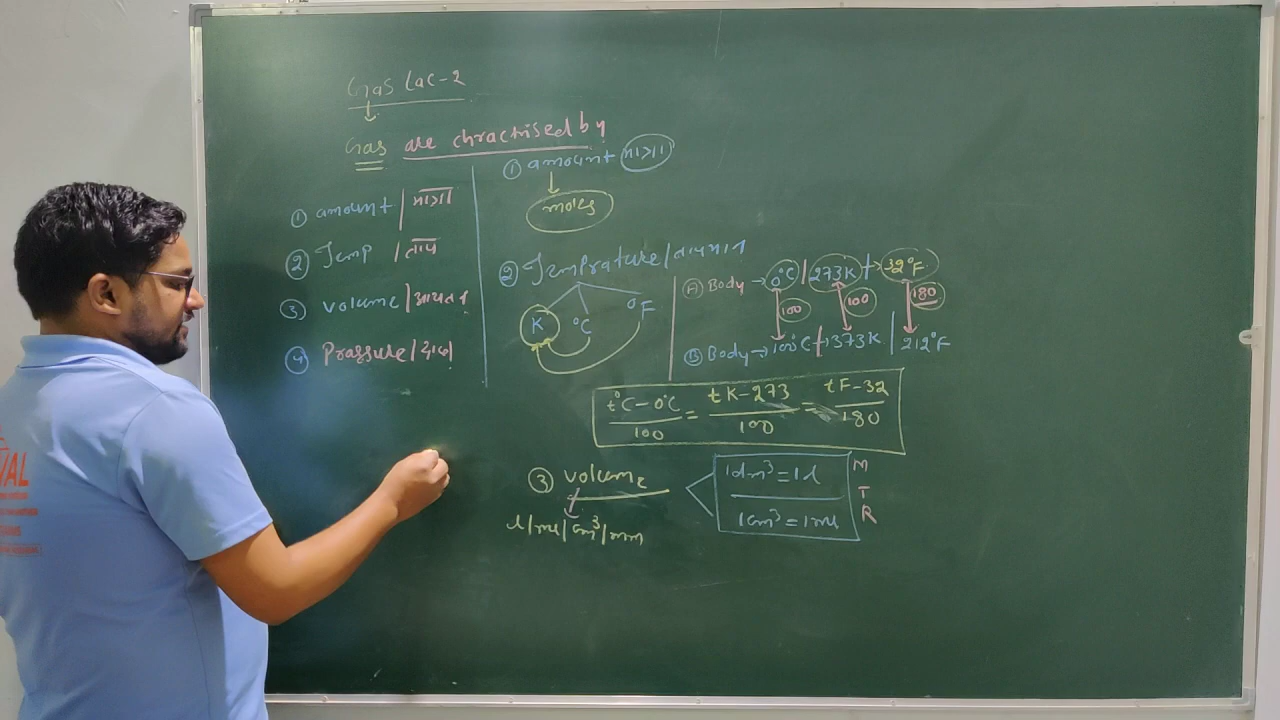 Gas Lac-2
Gas are chractrised by
① amount | मात्रा
② Temp | ताप
③ volume | आयतन
④ Prassure | दाब
① amount मात्रा
moles
② Temprature / तापमान
K °C °F
Ⓐ Body → 0°C / 273K / 32°F
100 100 180
Ⓑ Body → 100°C / 373K / 212°F
t°C-0°C / 100 = tK-273 / 100 = tF-32 / 180
③ volume
l/ml/cm³/mm
1dm³ = 1l
1cm³ = 1ml
M
T
R